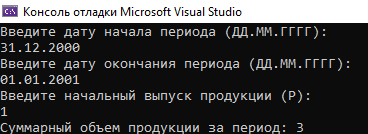 Консоль отладки Microsoft Visual Studio
Введите дату начала периода (ДД.ММ.ГГГГ):
31.12.2000
Введите дату окончания периода (ДД.ММ.ГГГГ):
01.01.2001
Введите начальный выпуск продукции (P):
1
Суммарный объем продукции за период: 3